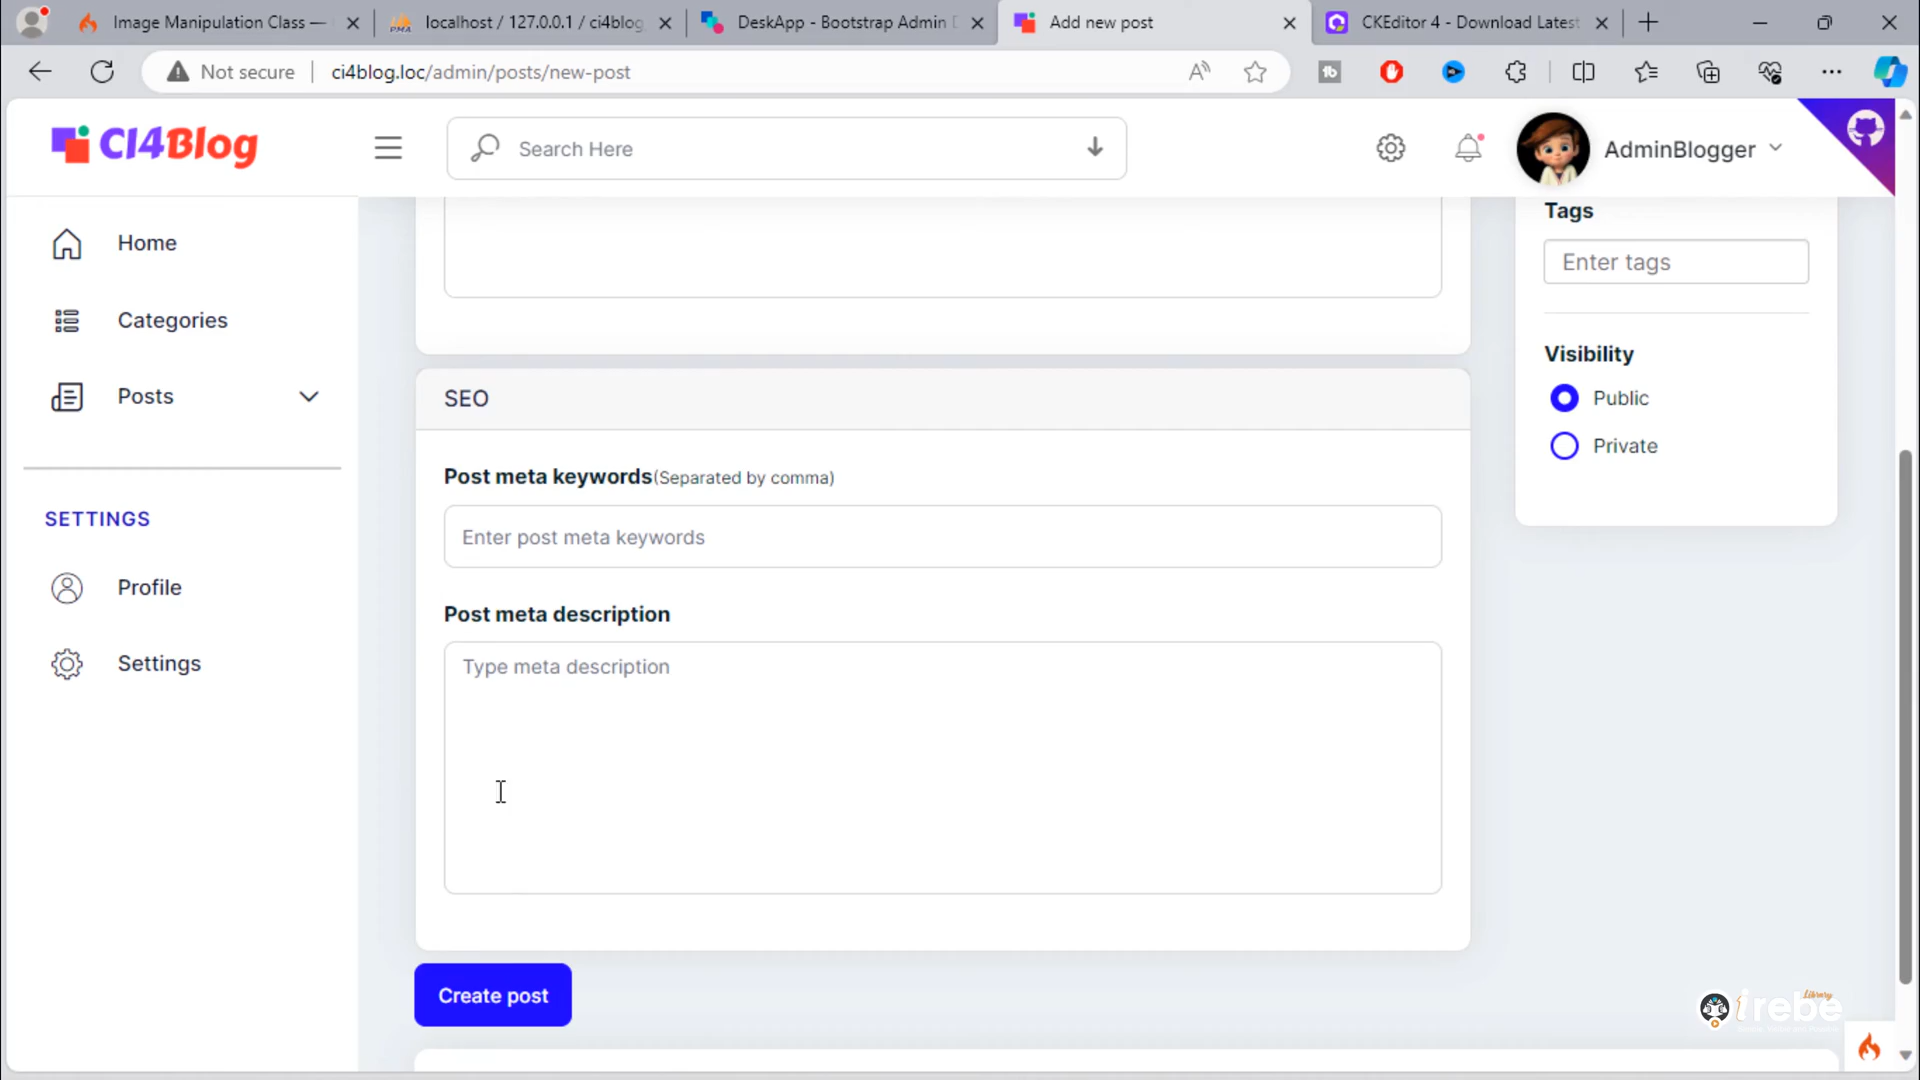 Image Manipulation Class —
localhost / 127.0.0.1 / ci4blog
DeskApp - Bootstrap Admin D
Add new post
CKEditor 4 - Download Latest
Not secure
ci4blog.loc/admin/posts/new-post
CI4Blog
Search Here
AdminBlogger
Home
Categories
Posts
SETTINGS
Profile
Settings
SEO
Post meta keywords(Separated by comma)
Enter post meta keywords
Post meta description
Type meta description
Create post
Tags
Enter tags
Visibility
Public
Private
irebe
Library